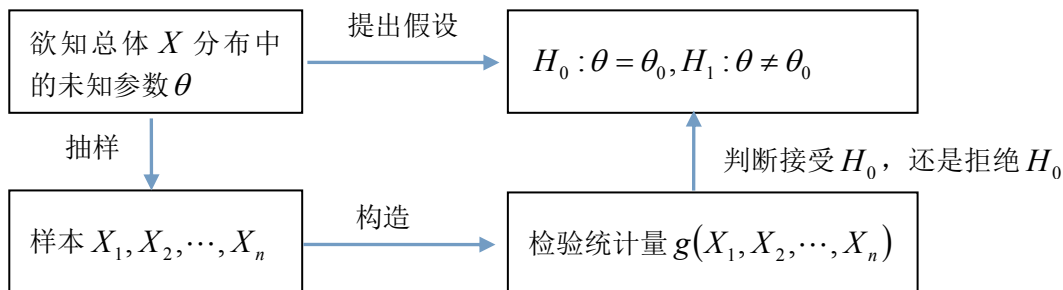 欲知总体 X 分布中
的未知参数 θ
提出假设
H₀ : θ = θ₀, H₁ : θ ≠ θ₀
抽样
判断接受 H₀，还是拒绝 H₀
样本 X₁, X₂, ⋯, Xₙ
构造
检验统计量 g(X₁, X₂, ⋯, Xₙ)